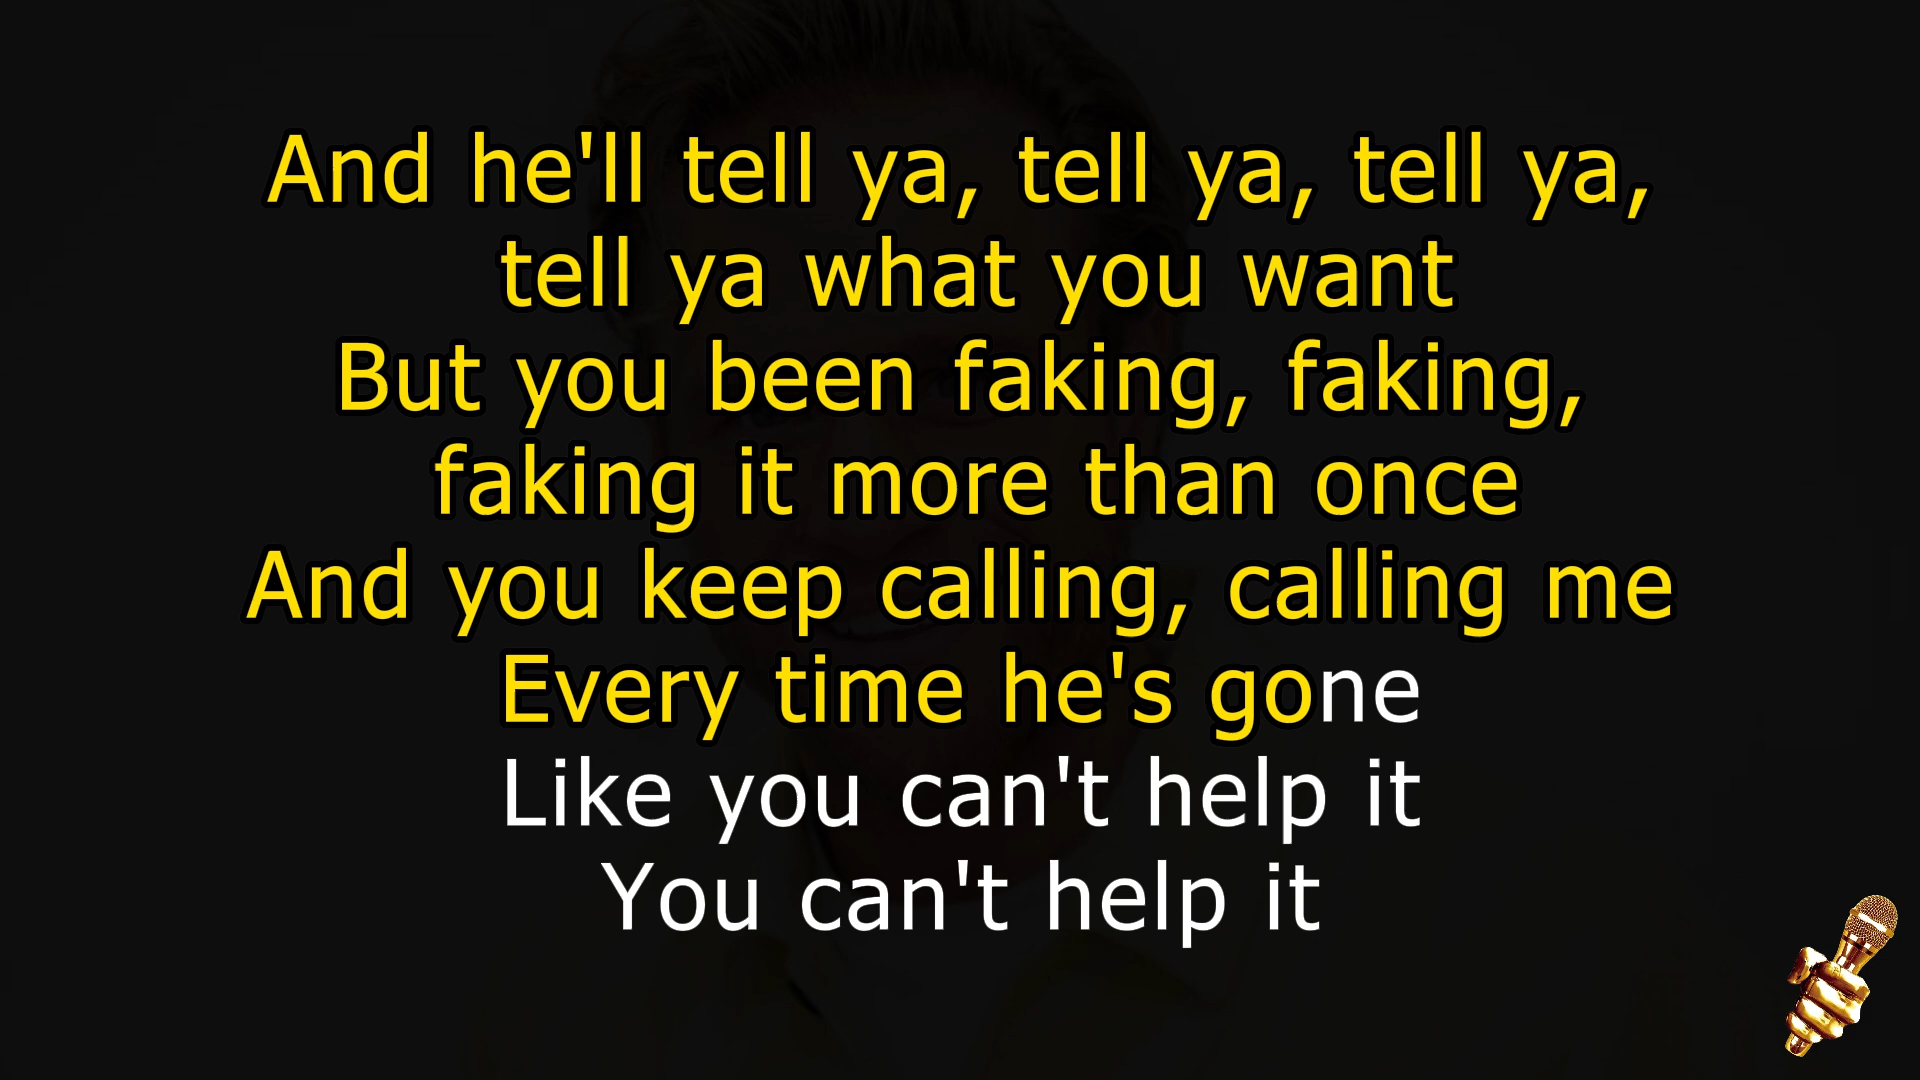 And he'll tell ya, tell ya, tell ya,
tell ya what you want
But you been faking, faking,
faking it more than once
And you keep calling, calling me
Every time he's gone
Like you can't help it
You can't help it